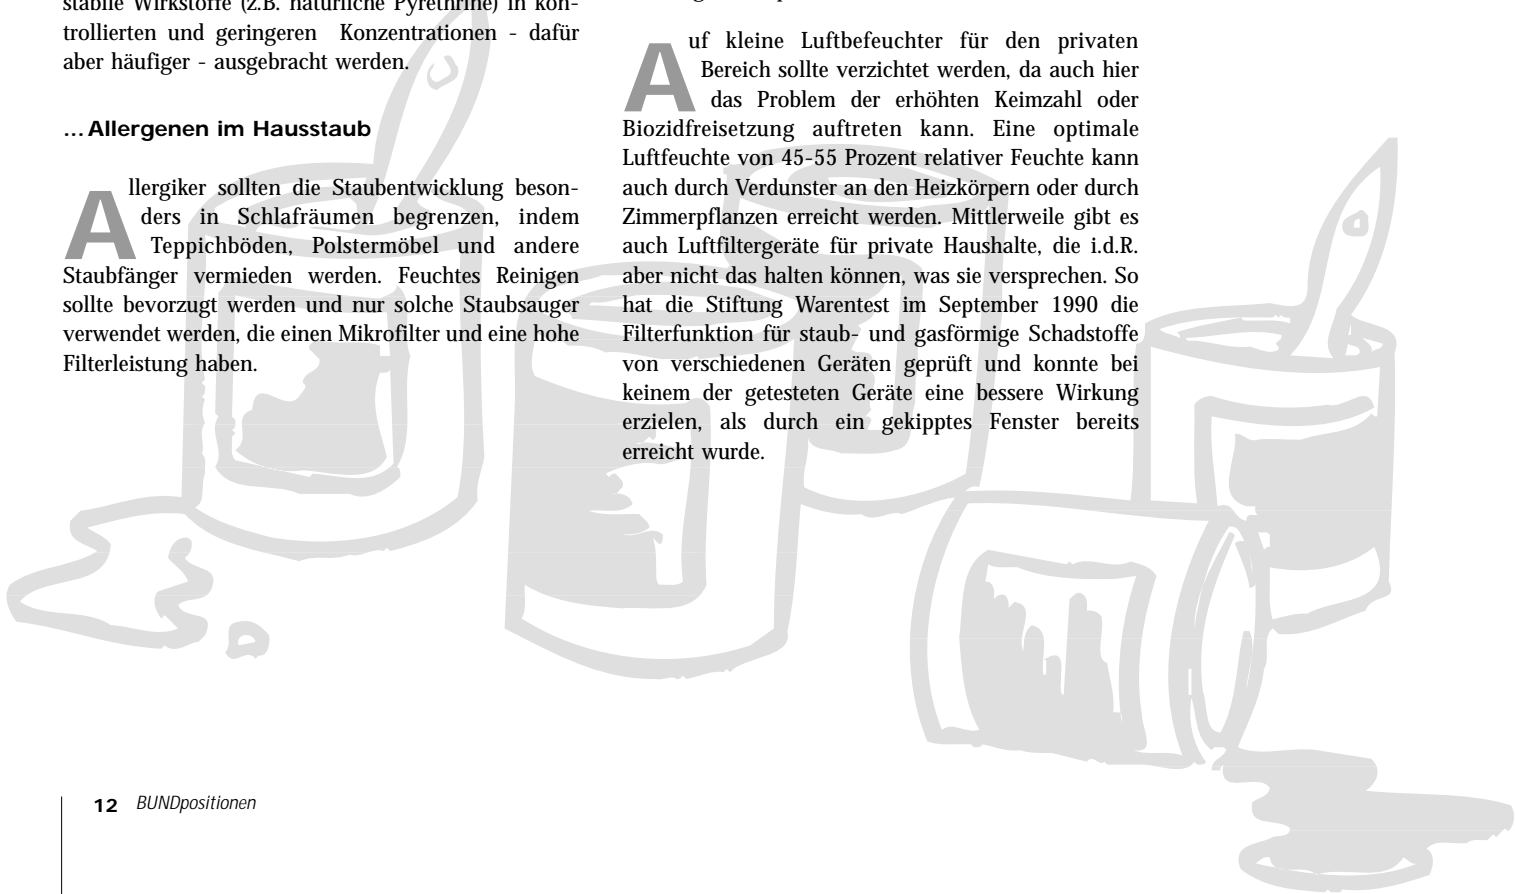 stabile Wirkstoffe (z.B. natürliche Pyrethrine) in kon-
trollierten und geringeren Konzentrationen - dafür
aber häufiger - ausgebracht werden.
...Allergenen im Hausstaub
Allergiker sollten die Staubentwicklung beson-
ders in Schlafräumen begrenzen, indem
Teppichböden, Polstermöbel und andere
Staubfänger vermieden werden. Feuchtes Reinigen
sollte bevorzugt werden und nur solche Staubsauger
verwendet werden, die einen Mikrofilter und eine hohe
Filterleistung haben.
Auf kleine Luftbefeuchter für den privaten
Bereich sollte verzichtet werden, da auch hier
das Problem der erhöhten Keimzahl oder
Biozidfreisetzung auftreten kann. Eine optimale
Luftfeuchte von 45-55 Prozent relativer Feuchte kann
auch durch Verdunster an den Heizkörpern oder durch
Zimmerpflanzen erreicht werden. Mittlerweile gibt es
auch Luftfiltergeräte für private Haushalte, die i.d.R.
aber nicht das halten können, was sie versprechen. So
hat die Stiftung Warentest im September 1990 die
Filterfunktion für staub- und gasförmige Schadstoffe
von verschiedenen Geräten geprüft und konnte bei
keinem der getesteten Geräte eine bessere Wirkung
erzielen, als durch ein gekipptes Fenster bereits
erreicht wurde.
12 BUNDpositionen